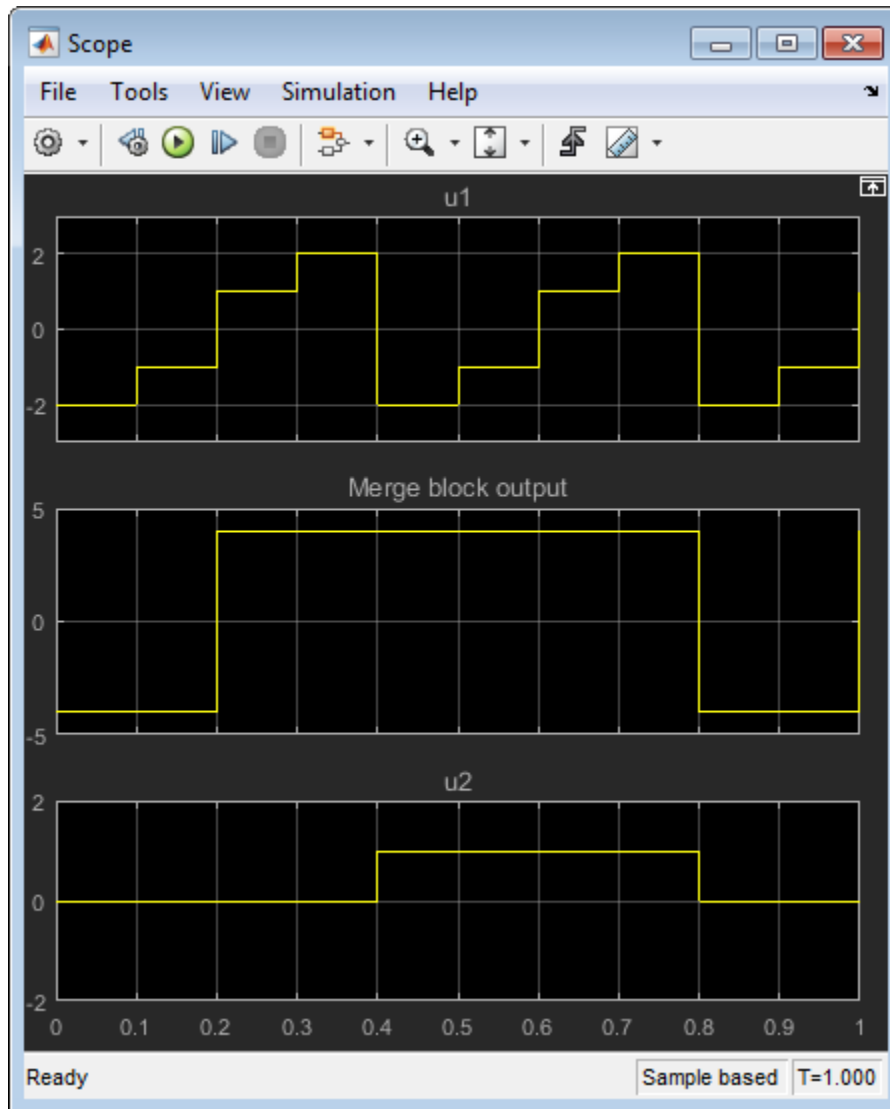 Scope
File Tools View Simulation Help
u1
2
0
-2
Merge block output
5
0
-5
u2
2
0
-2
0 0.1 0.2 0.3 0.4 0.5 0.6 0.7 0.8 0.9 1
Ready Sample based T=1.000